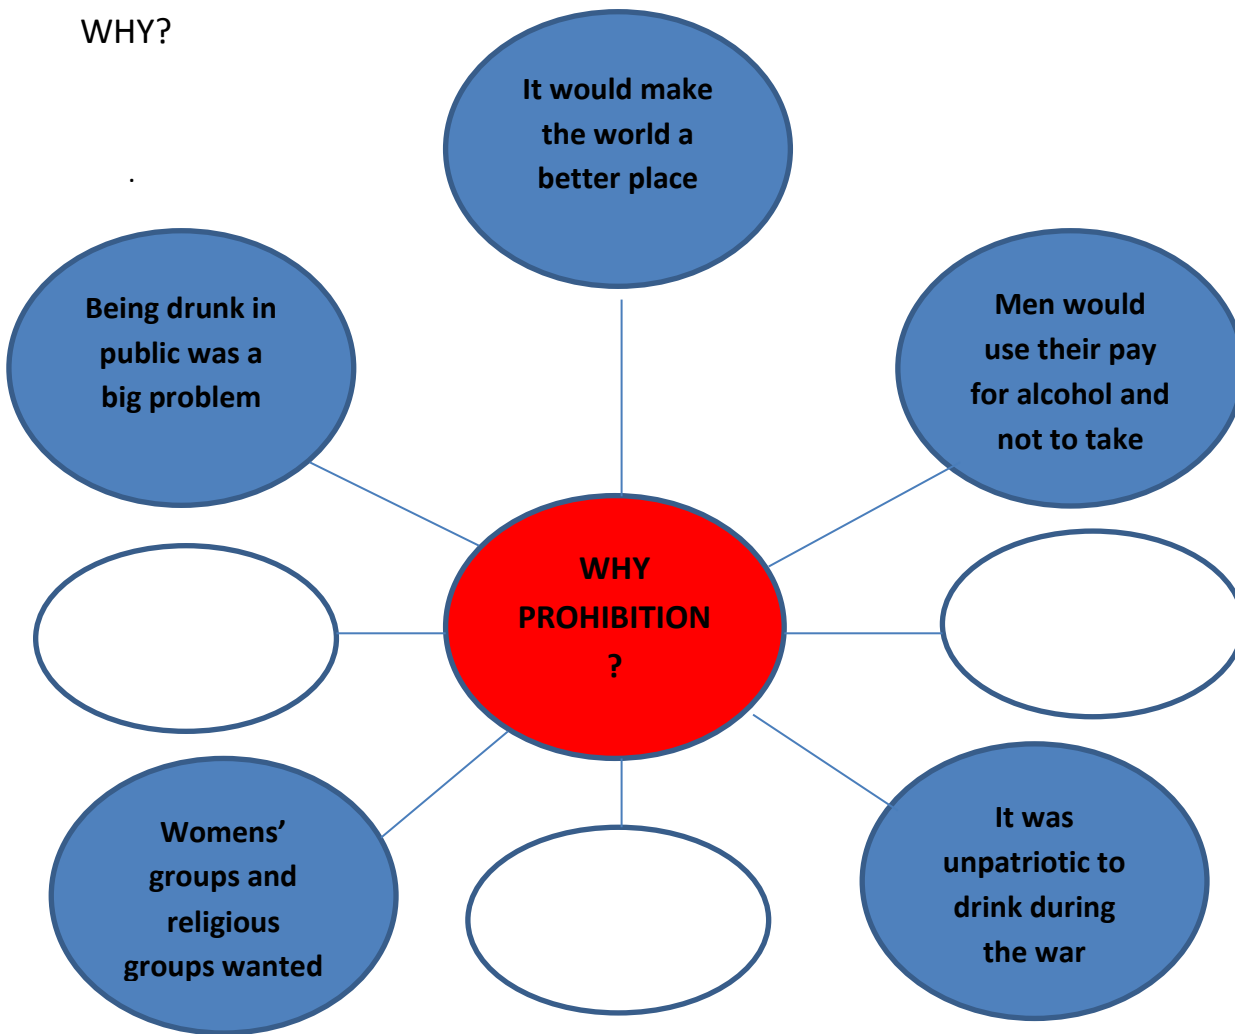 WHY?
It would make
the world a
better place
.
Being drunk in
public was a
big problem
Men would
use their pay
for alcohol and
not to take
WHY
PROHIBITION
?
Womens’
groups and
religious
groups wanted
It was
unpatriotic to
drink during
the war